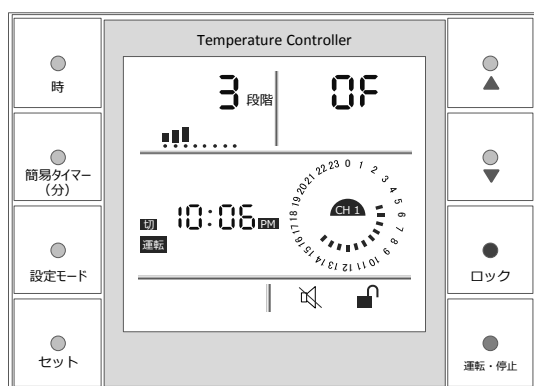 Temperature Controller
時
簡易タイマー
（分）
設定モード
セット
3 段階
OF
切 10:06 PM
運転
0 1 2 3 4 5 6 7 8 9 10 11 12 13 14 15 16 17 18 19 20 21 22 23
CH 1
▲
▼
ロック
運転・停止